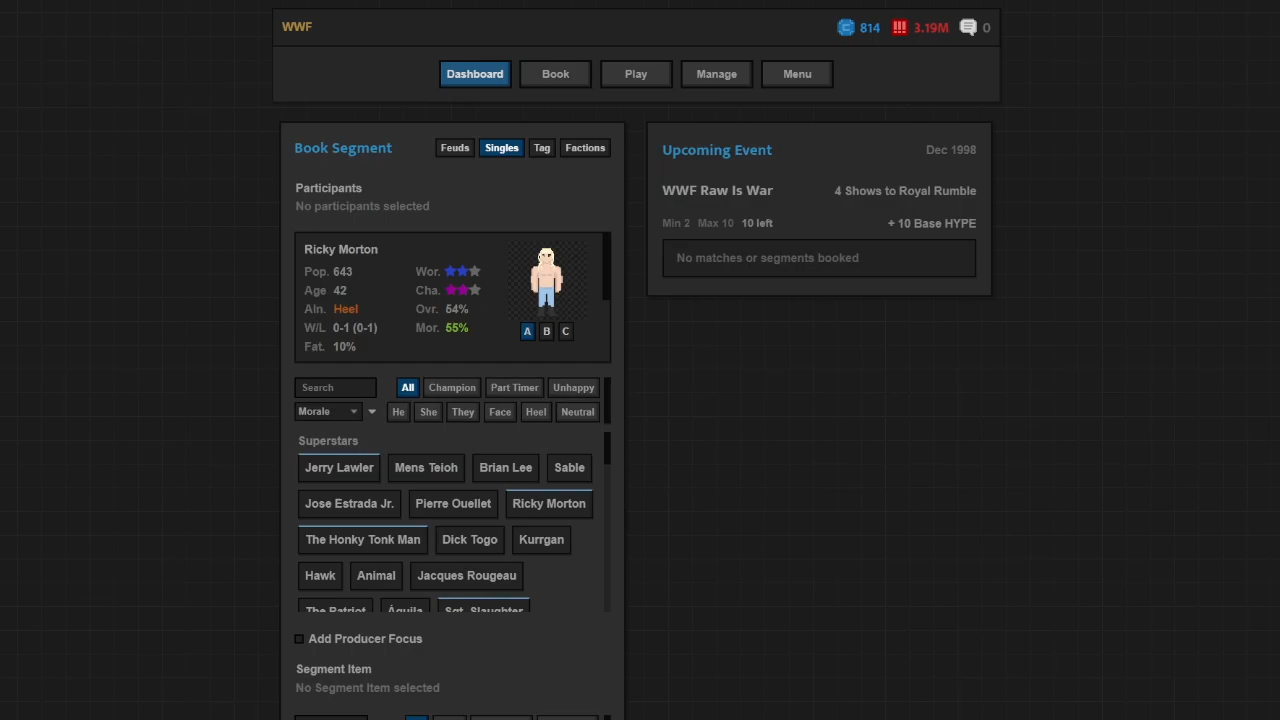 WWF
814
3.19M
0
Dashboard
Book
Play
Manage
Menu
Book Segment
Feuds
Singles
Tag
Factions
Participants
No participants selected
Ricky Morton
Pop. 643
Wor.
Age 42
Cha.
Aln. Heel
Ovr. 54%
W/L 0-1 (0-1)
Mor. 55%
Fat. 10%
A
B
C
Search
All
Champion
Part Timer
Unhappy
Morale
He
She
They
Face
Heel
Neutral
Superstars
Jerry Lawler
Mens Teioh
Brian Lee
Sable
Jose Estrada Jr.
Pierre Ouellet
Ricky Morton
The Honky Tonk Man
Dick Togo
Kurrgan
Hawk
Animal
Jacques Rougeau
The Patriot
Águila
Sgt. Slaughter
Add Producer Focus
Segment Item
No Segment Item selected
Upcoming Event
Dec 1998
WWF Raw Is War
4 Shows to Royal Rumble
Min 2 Max 10 10 left
+ 10 Base HYPE
No matches or segments booked